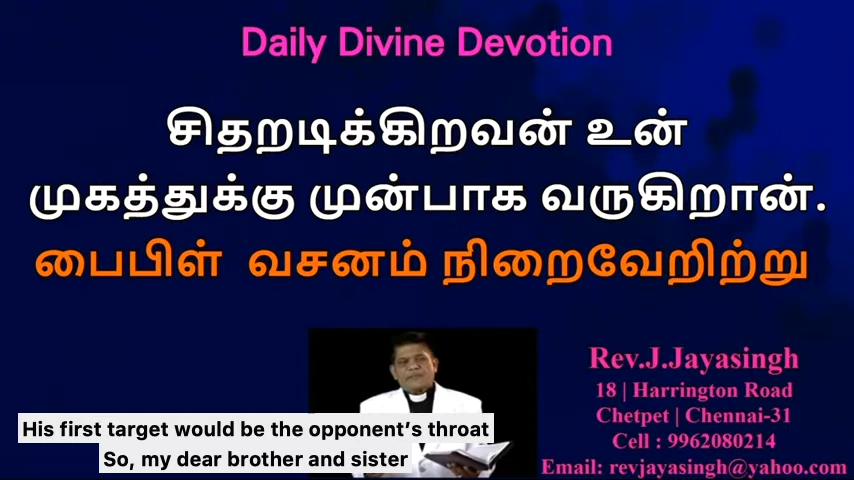 Daily Divine Devotion
சிதறடிக்கிறவன் உன்
முகத்துக்கு முன்பாக வருகிறான்.
பைபிள் வசனம் நிறைவேறிற்று
Rev.J.Jayasingh
18 | Harrington Road
Chetpet | Chennai-31
Cell : 9962080214
Email: revjayasingh@yahoo.com
His first target would be the opponent's throat
So, my dear brother and sister